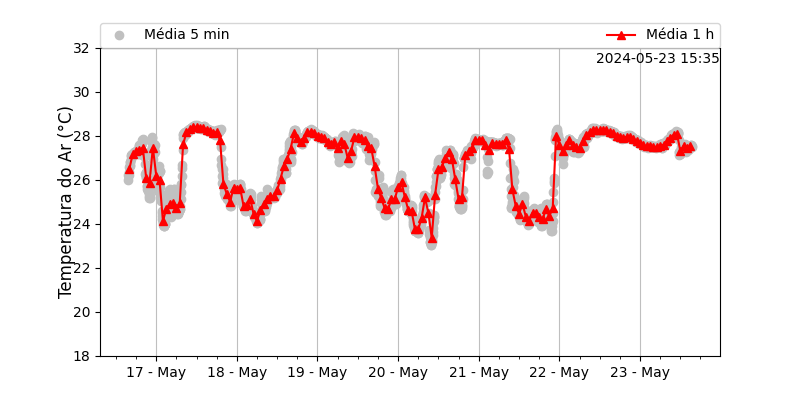 Média 5 min
Média 1 h
2024-05-23 15:35
Temperatura do Ar (°C)
32
30
28
26
24
22
20
18
17 - May
18 - May
19 - May
20 - May
21 - May
22 - May
23 - May